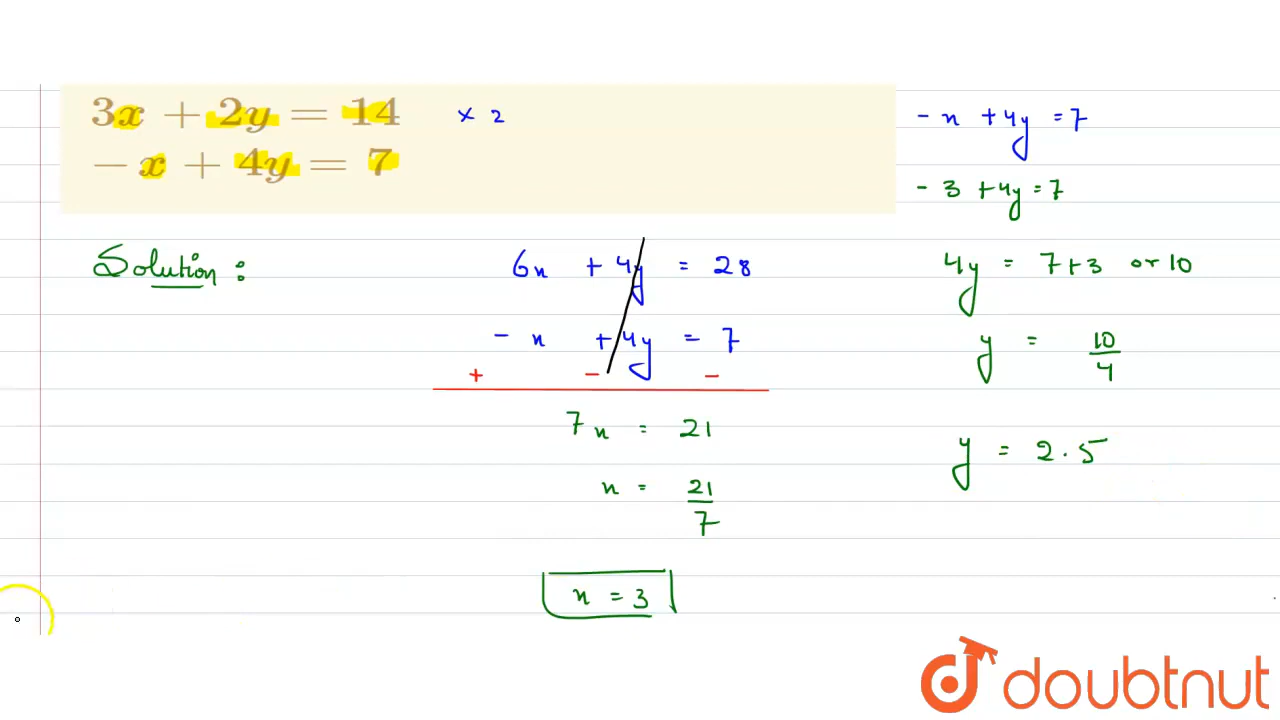 3x + 2y = 14 × 2
-x + 4y = 7
Solution :
6x + 4y = 28
- x + 4y = 7
+ - -
7x = 21
x = 21/7
x = 3
- x + 4y = 7
- 3 + 4y = 7
4y = 7+3 or 10
y = 10/4
y = 2.5
doubtnut